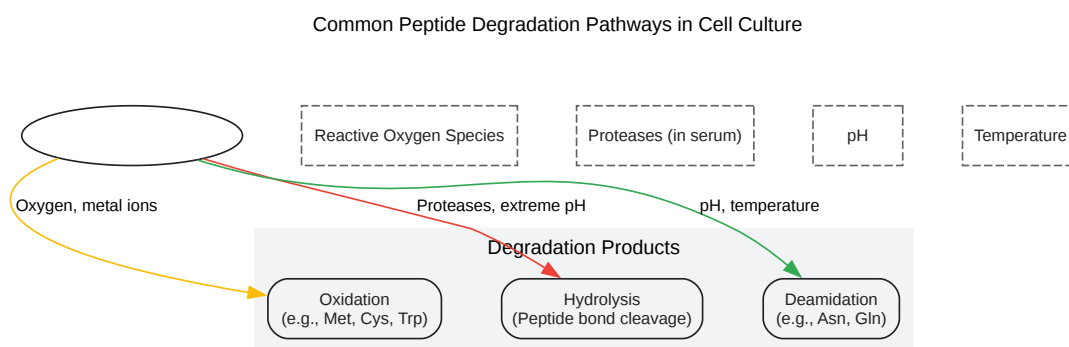 Common Peptide Degradation Pathways in Cell Culture
Reactive Oxygen Species
Proteases (in serum)
pH
Temperature
Oxygen, metal ions
Proteases, extreme pH
pH, temperature
Degradation Products
Oxidation
(e.g., Met, Cys, Trp)
Hydrolysis
(Peptide bond cleavage)
Deamidation
(e.g., Asn, Gln)